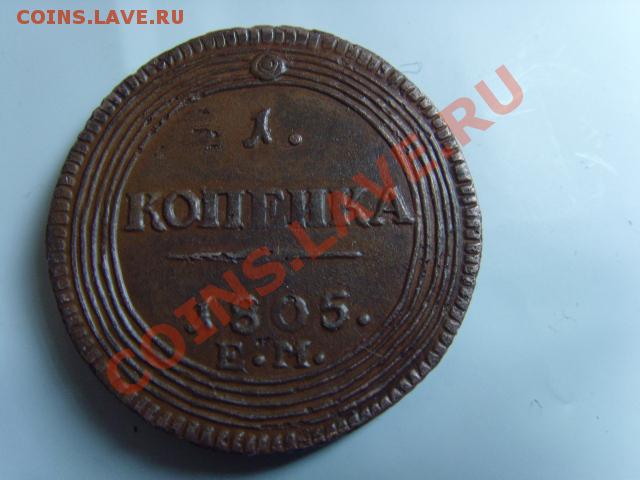 COINS.LAVE.RU
1.
КОПЕЙКА
1805.
Е.М.
COINS.LAVE.RU